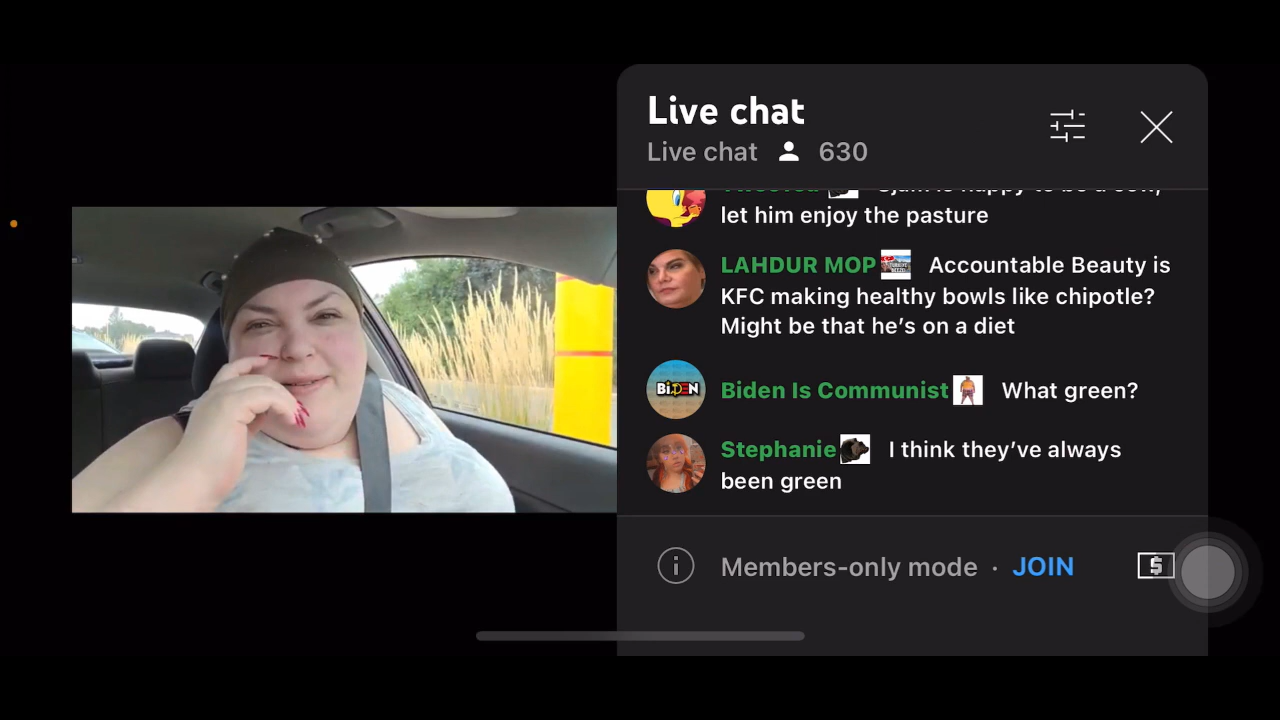 Live chat
Live chat 630
let him enjoy the pasture
LAHDUR MOP Accountable Beauty is
KFC making healthy bowls like chipotle?
Might be that he's on a diet
BiDEN
Biden Is Communist What green?
Stephanie I think they've always
been green
Members-only mode · JOIN
$